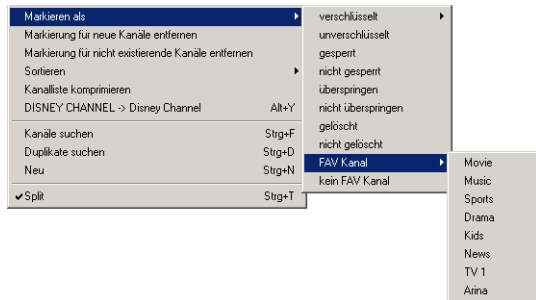 Markieren als
Markierung für neue Kanäle entfernen
Markierung für nicht existierende Kanäle entfernen
Sortieren
Kanalliste komprimieren
DISNEY CHANNEL -> Disney Channel Alt+Y
Kanäle suchen Strg+F
Duplikate suchen Strg+D
Neu Strg+N
Split Strg+T
verschlüsselt
unverschlüsselt
gesperrt
nicht gesperrt
überspringen
nicht überspringen
gelöscht
nicht gelöscht
FAV Kanal
kein FAV Kanal
Movie
Music
Sports
Drama
Kids
News
TV 1
Arina